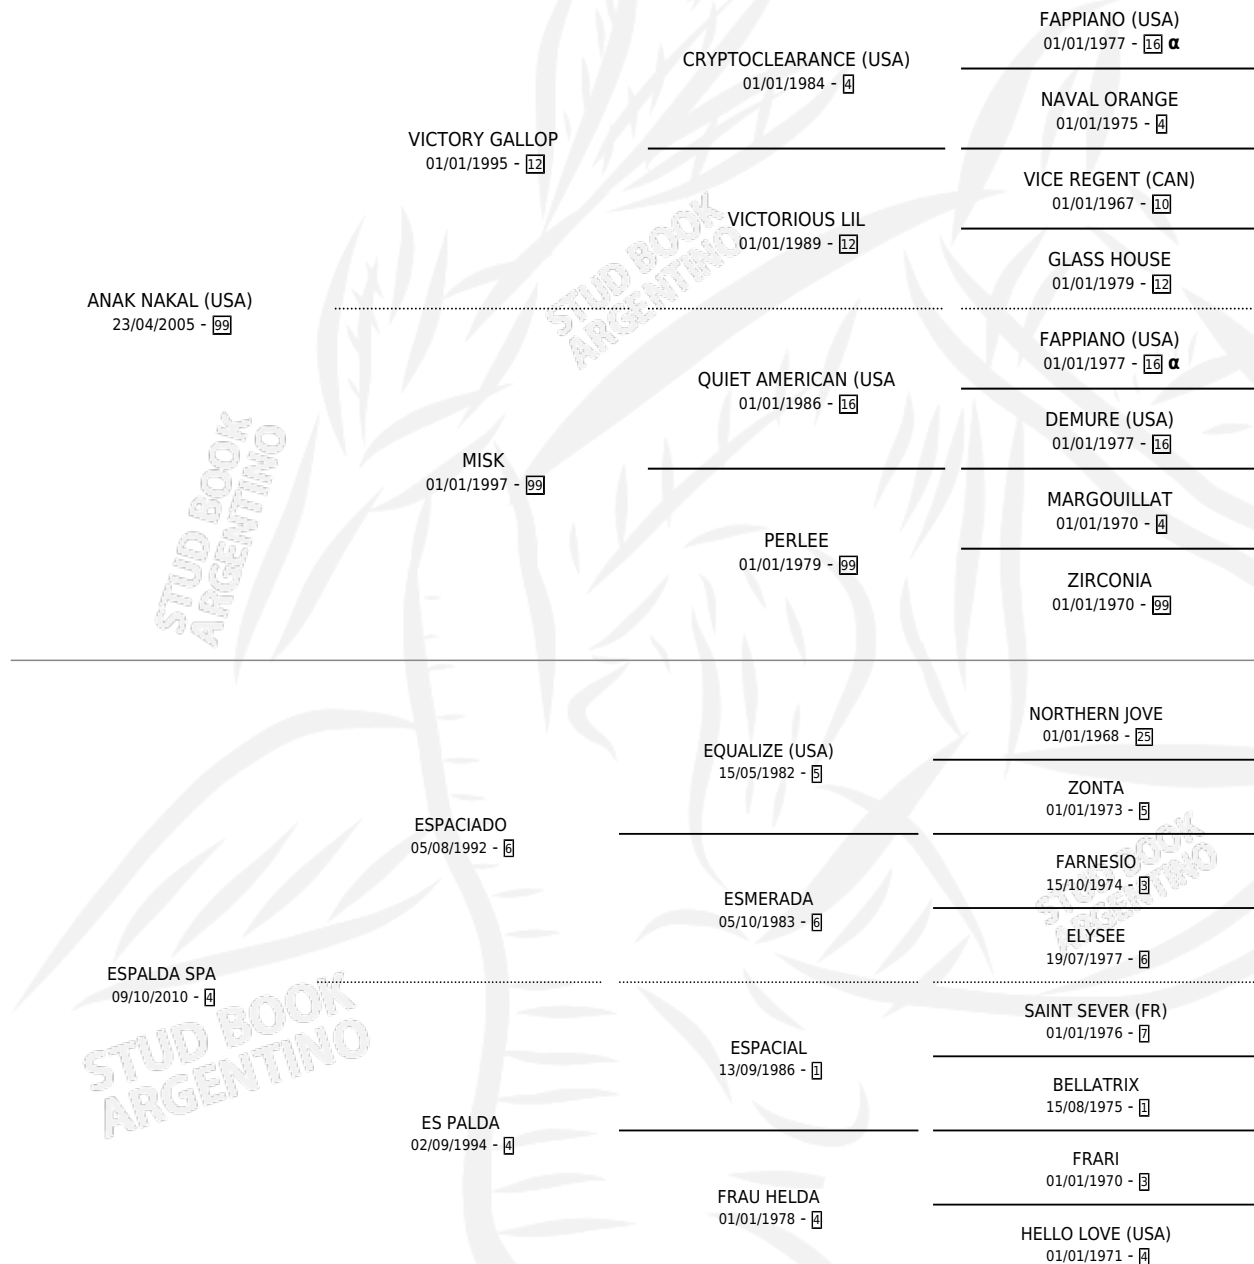 FAPPIANO (USA)
01/01/1977 - 16 α
CRYPTOCLEARANCE (USA)
01/01/1984 - 4
NAVAL ORANGE
01/01/1975 - 4
VICTORY GALLOP
01/01/1995 - 12
VICE REGENT (CAN)
01/01/1967 - 10
VICTORIOUS LIL
01/01/1989 - 12
GLASS HOUSE
01/01/1979 - 12
ANAK NAKAL (USA)
23/04/2005 - 99
FAPPIANO (USA)
01/01/1977 - 16 α
QUIET AMERICAN (USA
01/01/1986 - 16
DEMURE (USA)
01/01/1977 - 16
MISK
01/01/1997 - 99
MARGOUILLAT
01/01/1970 - 4
PERLEE
01/01/1979 - 99
ZIRCONIA
01/01/1970 - 99
NORTHERN JOVE
01/01/1968 - 25
EQUALIZE (USA)
15/05/1982 - 5
ZONTA
01/01/1973 - 5
ESPACIADO
05/08/1992 - 6
FARNESIO
15/10/1974 - 3
ESMERADA
05/10/1983 - 6
ELYSEE
19/07/1977 - 6
ESPALDA SPA
09/10/2010 - 4
SAINT SEVER (FR)
01/01/1976 - 7
ESPACIAL
13/09/1986 - 1
BELLATRIX
15/08/1975 - 1
ES PALDA
02/09/1994 - 4
FRARI
01/01/1970 - 3
FRAU HELDA
01/01/1978 - 4
HELLO LOVE (USA)
01/01/1971 - 4
STUD BOOK
ARGENTINO
STUD BOOK
ARGENTINO
STUD BOOK
ARGENTINO
STUD BOOK
ARGENTINO